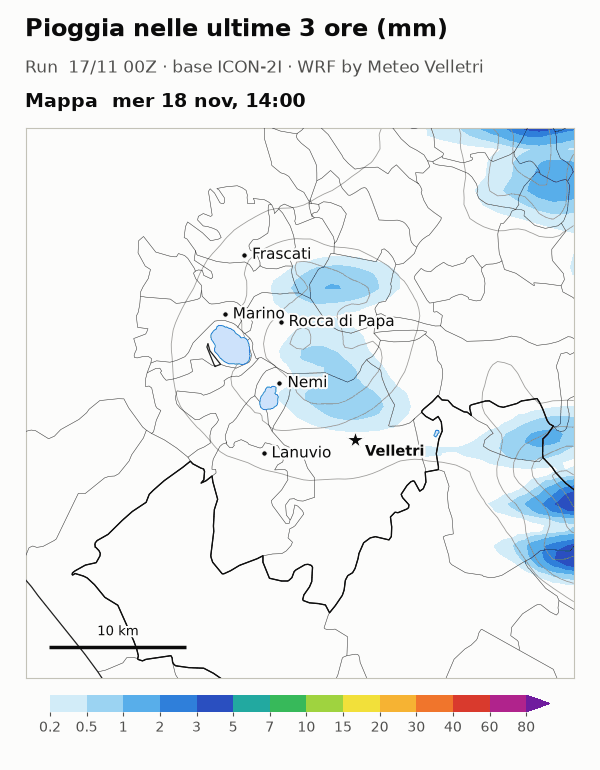 Pioggia nelle ultime 3 ore (mm)
Run  17/11 00Z · base ICON-2I · WRF by Meteo Velletri
Mappa  mer 18 nov, 14:00
Frascati
Marino
Rocca di Papa
Nemi
Velletri
Lanuvio
10 km
0.2 0.5 1 2 3 5 7 10 15 20 30 40 60 80